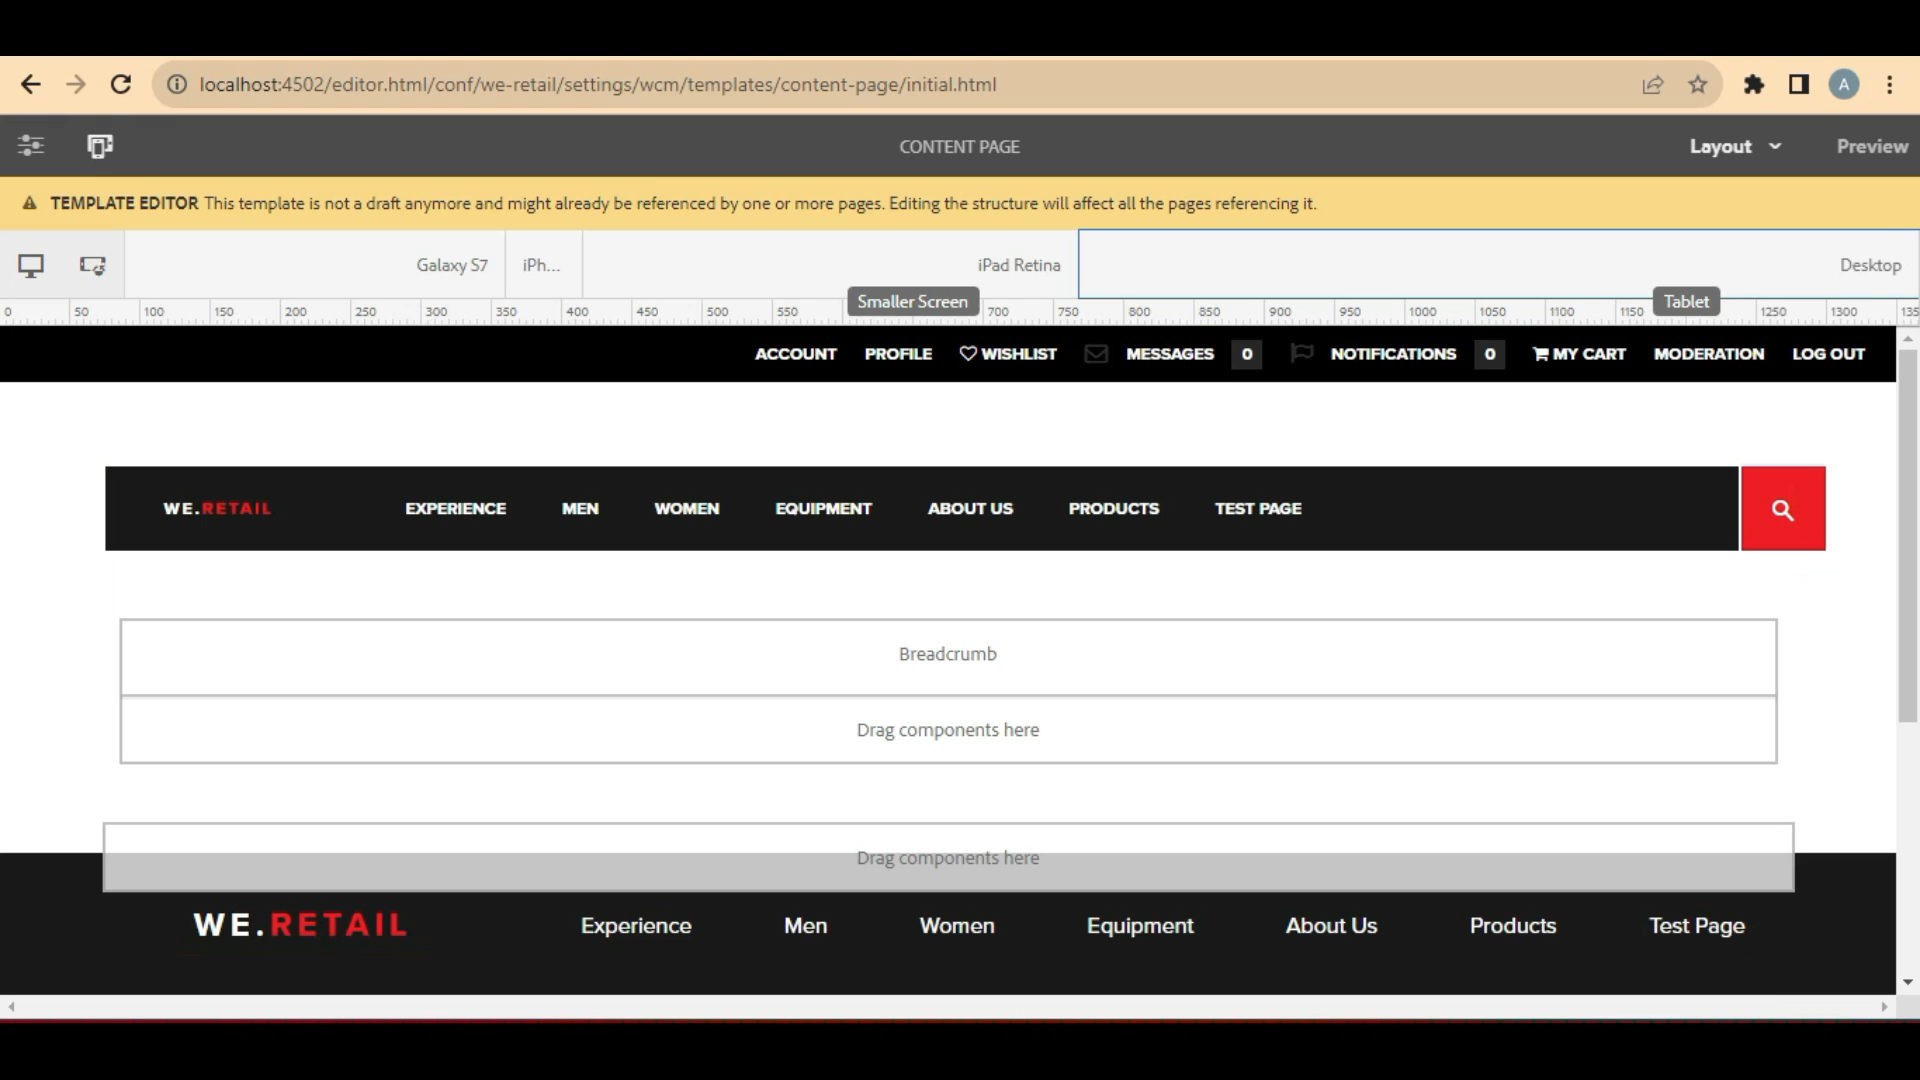 localhost:4502/editor.html/conf/we-retail/settings/wcm/templates/content-page/initial.html
A
CONTENT PAGE
Layout
Preview
TEMPLATE EDITOR This template is not a draft anymore and might already be referenced by one or more pages. Editing the structure will affect all the pages referencing it.
Galaxy S7
iPh...
iPad Retina
Desktop
Smaller Screen
Tablet
0 50 100 150 200 250 300 350 400 450 500 550 700 750 800 850 900 950 1000 1050 1100 1150 1250 1300 135
ACCOUNT PROFILE WISHLIST MESSAGES 0 NOTIFICATIONS 0 MY CART MODERATION LOG OUT
WE.RETAIL EXPERIENCE MEN WOMEN EQUIPMENT ABOUT US PRODUCTS TEST PAGE
Breadcrumb
Drag components here
Drag components here
WE.RETAIL Experience Men Women Equipment About Us Products Test Page